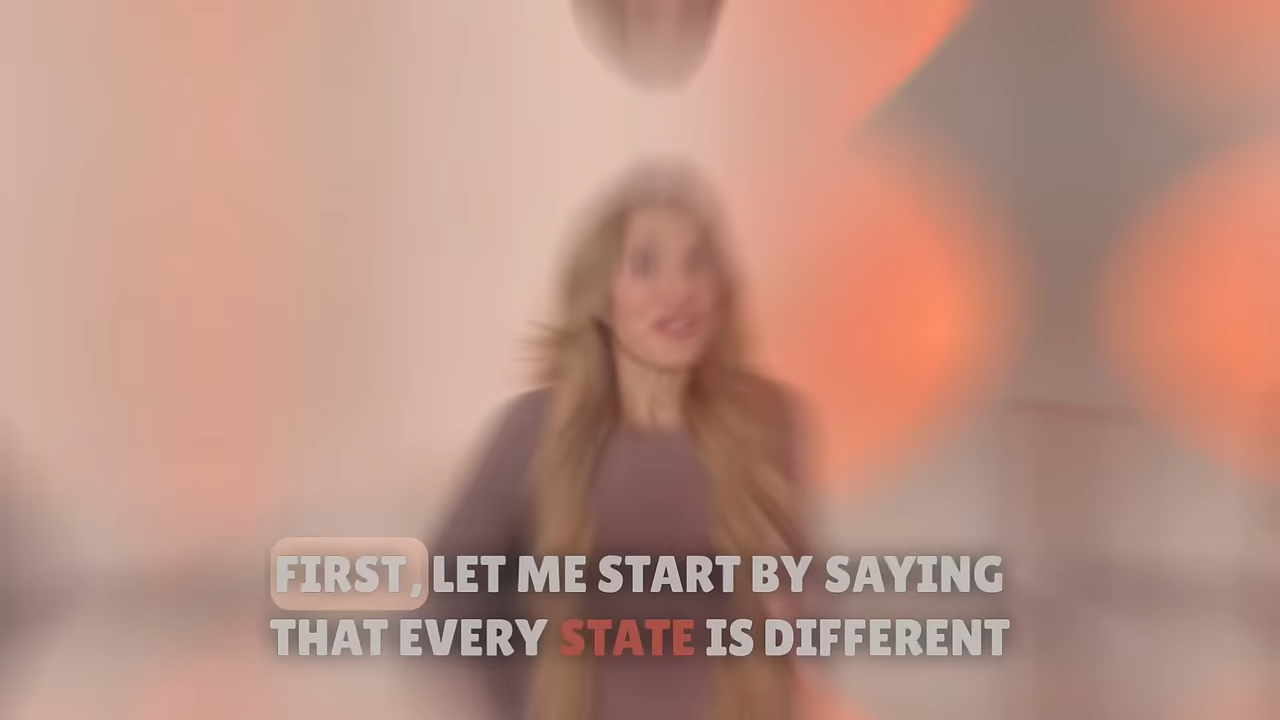 FIRST, LET ME START BY SAYING
THAT EVERY STATE IS DIFFERENT